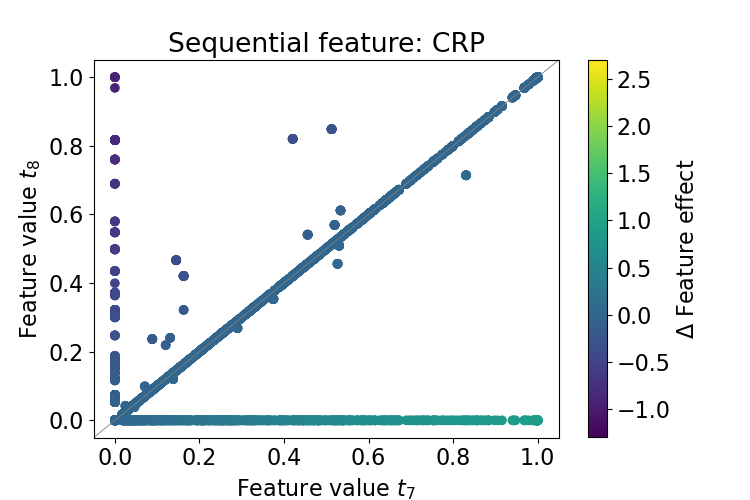 Sequential feature: CRP
1.0
0.8
0.6
0.4
0.2
0.0
Feature value t₈
0.0 0.2 0.4 0.6 0.8 1.0
Feature value t₇
2.5
2.0
1.5
1.0
0.5
0.0
−0.5
−1.0
Δ Feature effect